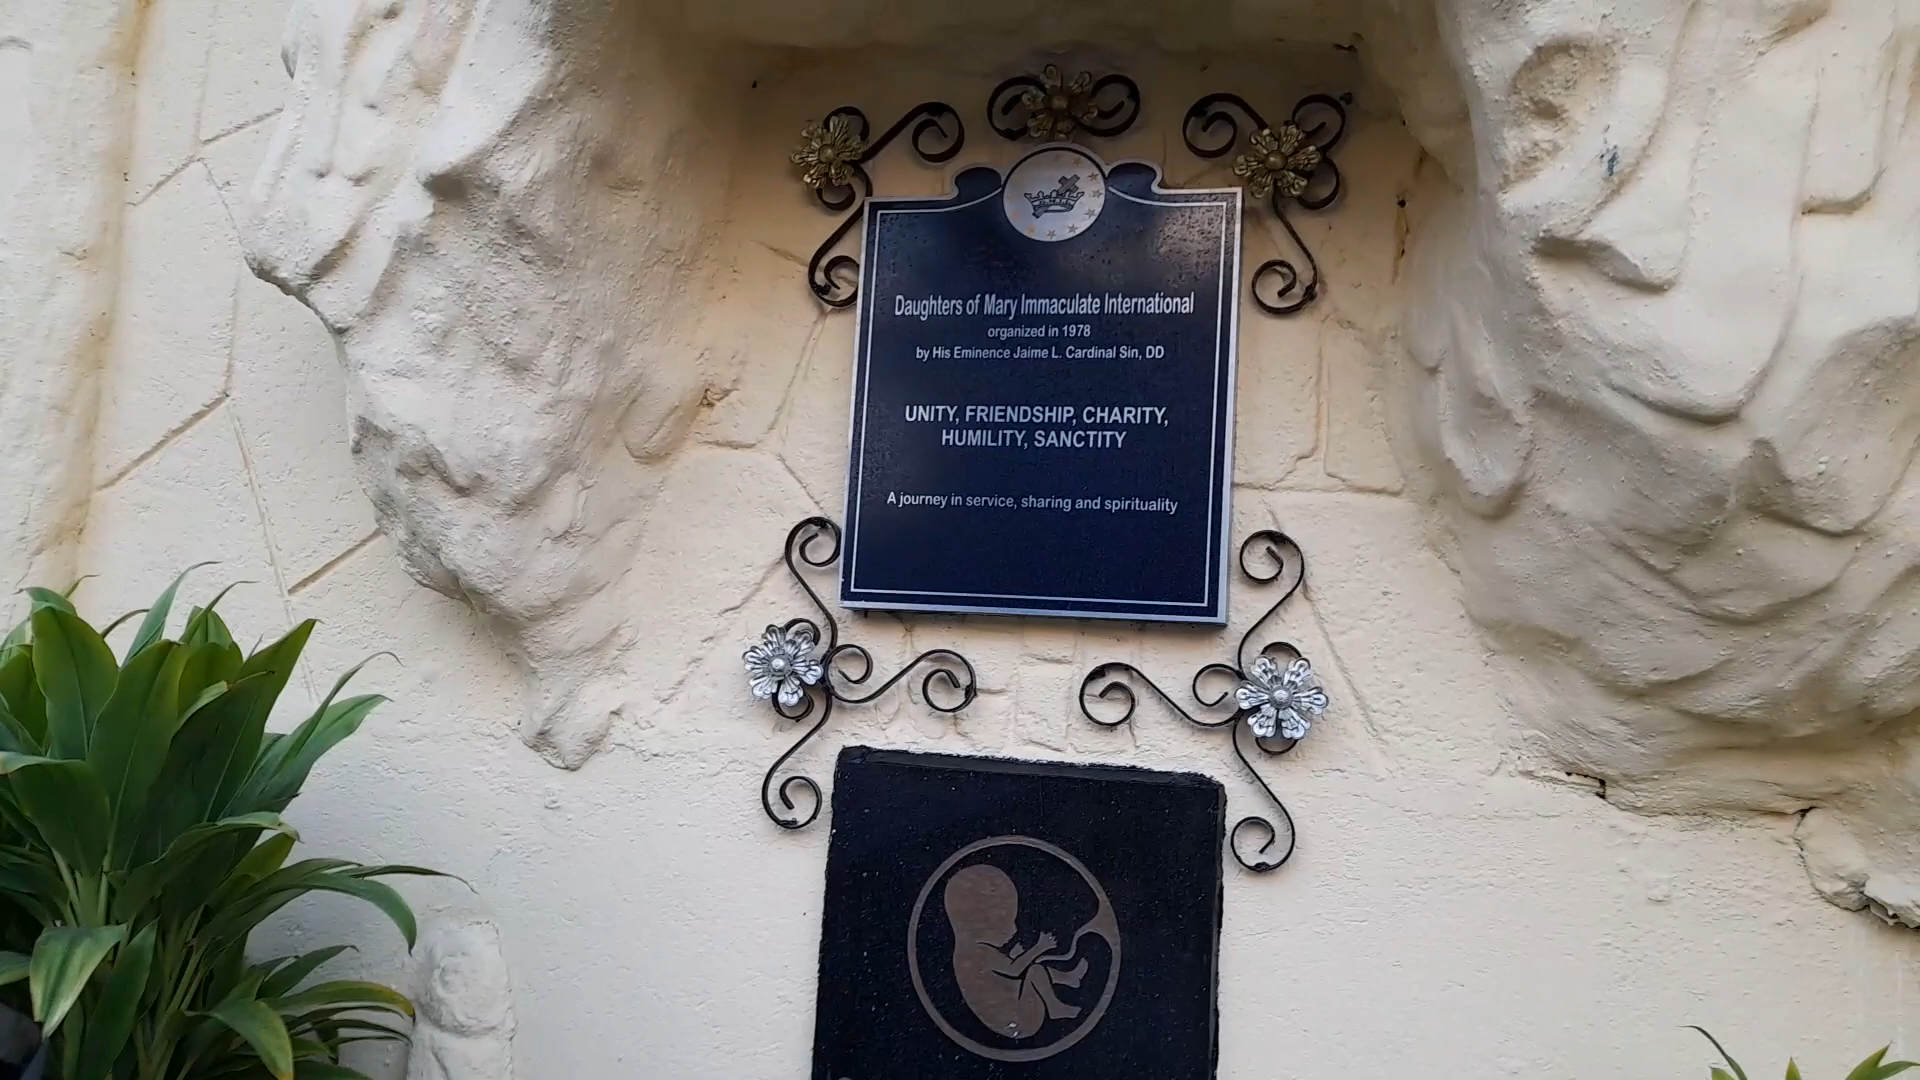 Daughters of Mary Immaculate International
organized in 1978
by His Eminence Jaime L. Cardinal Sin, DD
UNITY, FRIENDSHIP, CHARITY,
HUMILITY, SANCTITY
A journey in service, sharing and spirituality